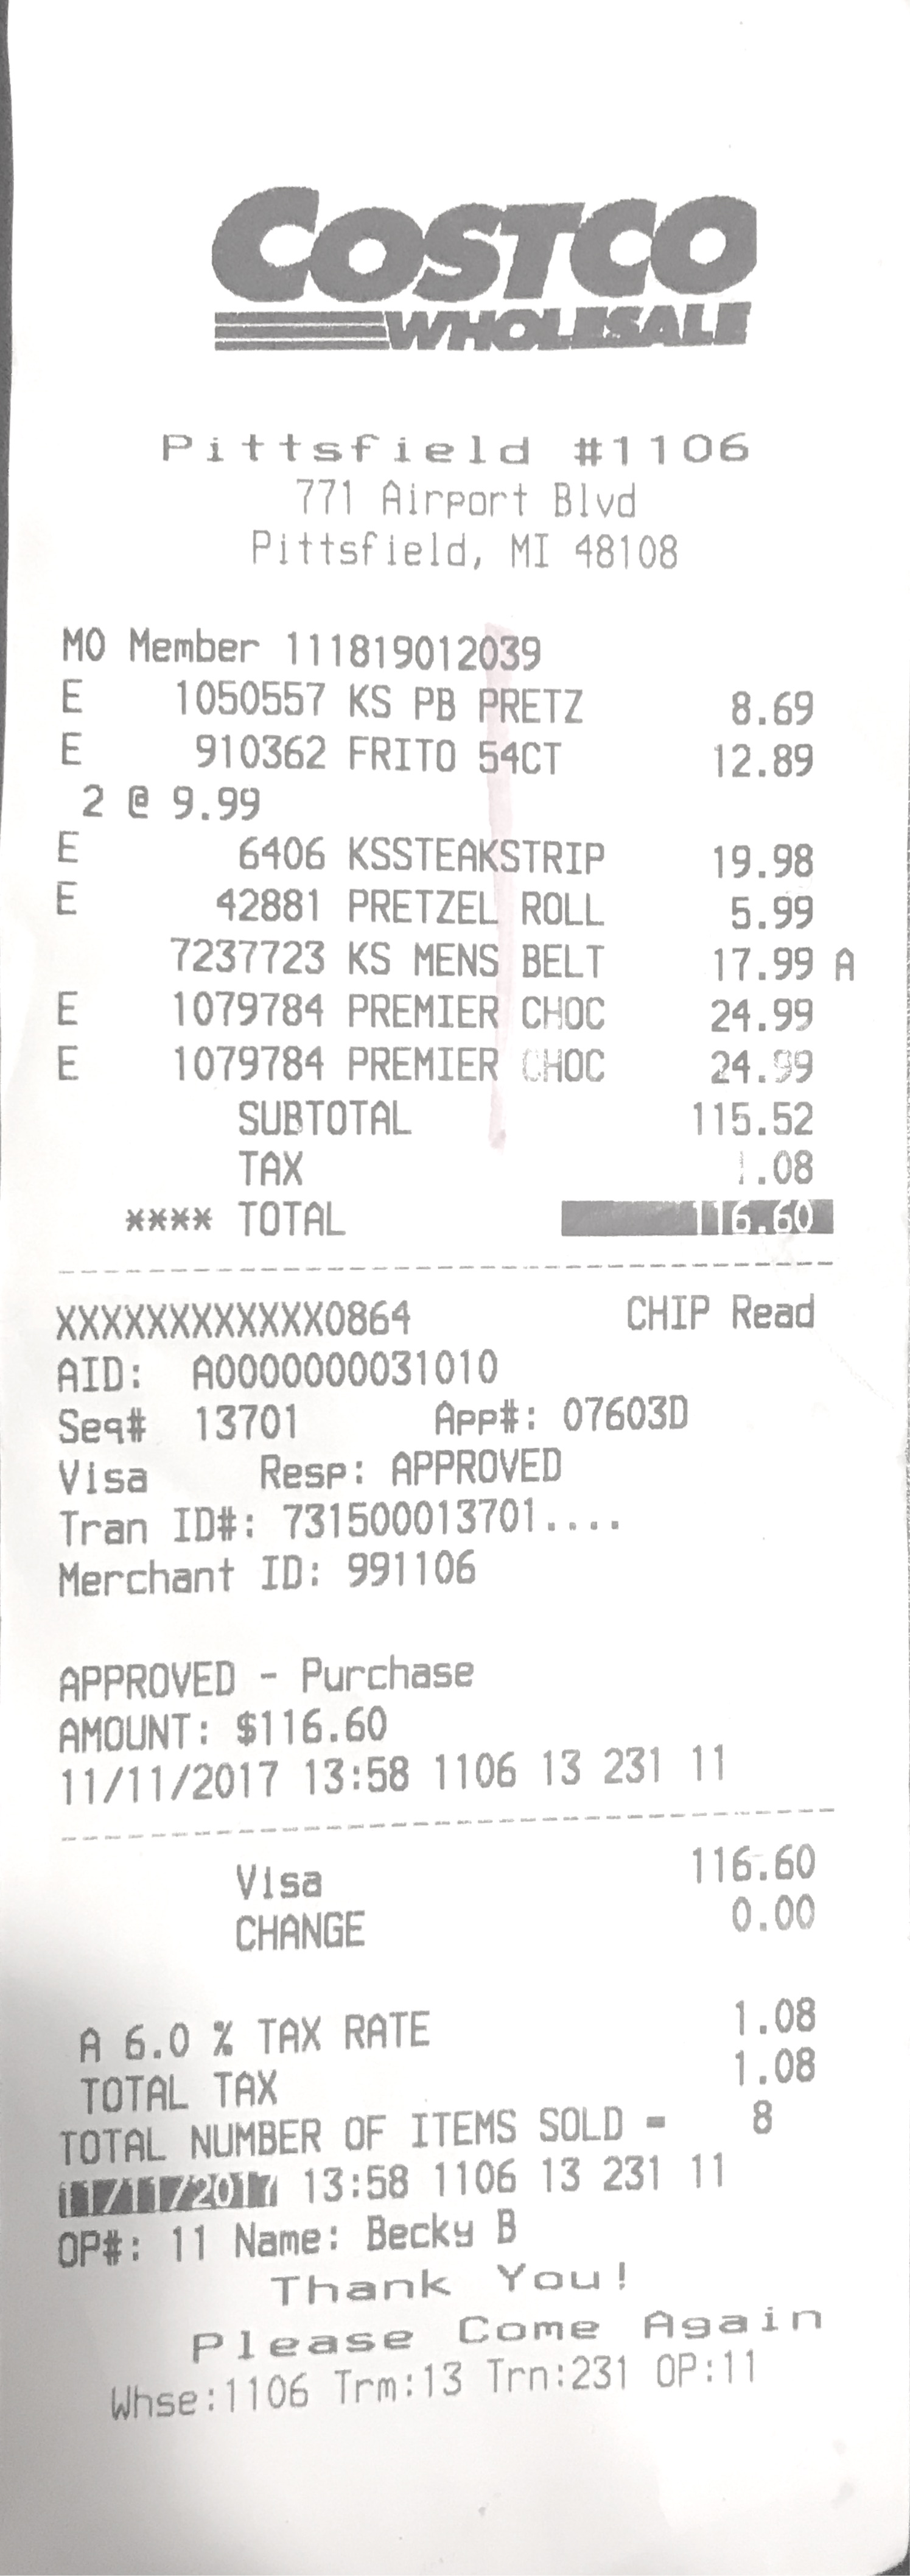 COSTCO
WHOLESALE
Pittsfield #1106
771 Airport Blvd
Pittsfield, MI 48108
MO Member 111819012039
E 1050557 KS PB PRETZ 8.69
E 910362 FRITO 54CT 12.89
2 @ 9.99
E 6406 KSSTEAKSTRIP 19.98
E 42881 PRETZEL ROLL 5.99
7237723 KS MENS BELT 17.99 A
E 1079784 PREMIER CHOC 24.99
E 1079784 PREMIER CHOC 24.99
SUBTOTAL 115.52
TAX 1.08
**** TOTAL 116.60
XXXXXXXXXXXX0864 CHIP Read
AID: A0000000031010
Seq# 13701 App#: 07603D
Visa Resp: APPROVED
Tran ID#: 731500013701....
Merchant ID: 991106
APPROVED - Purchase
AMOUNT: $116.60
11/11/2017 13:58 1106 13 231 11
Visa 116.60
CHANGE 0.00
A 6.0 % TAX RATE 1.08
TOTAL TAX 1.08
TOTAL NUMBER OF ITEMS SOLD = 8
11/11/2017 13:58 1106 13 231 11
OP#: 11 Name: Becky B
Thank You!
Please Come Again
Whse:1106 Trm:13 Trn:231 OP:11